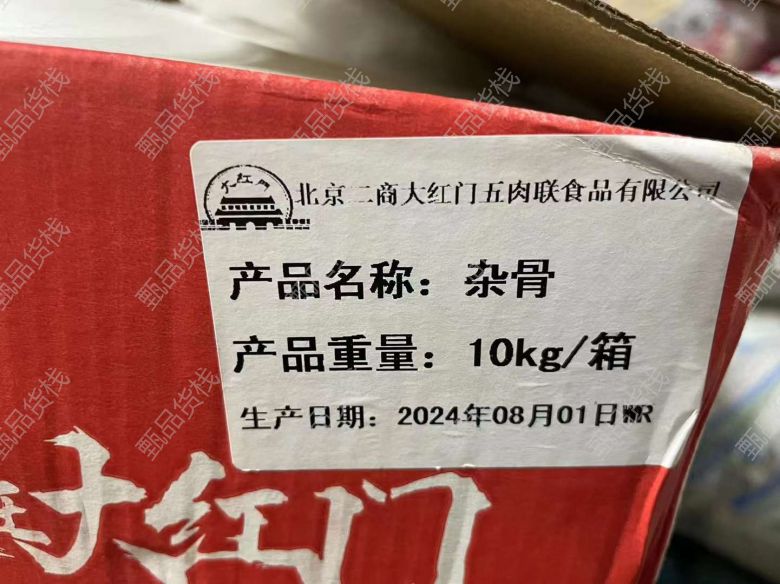 大红门
北京二商大红门五肉联食品有限公司
产品名称：杂骨
产品重量：10kg/箱
生产日期：2024年08月01日WR
大红门
甄品货栈